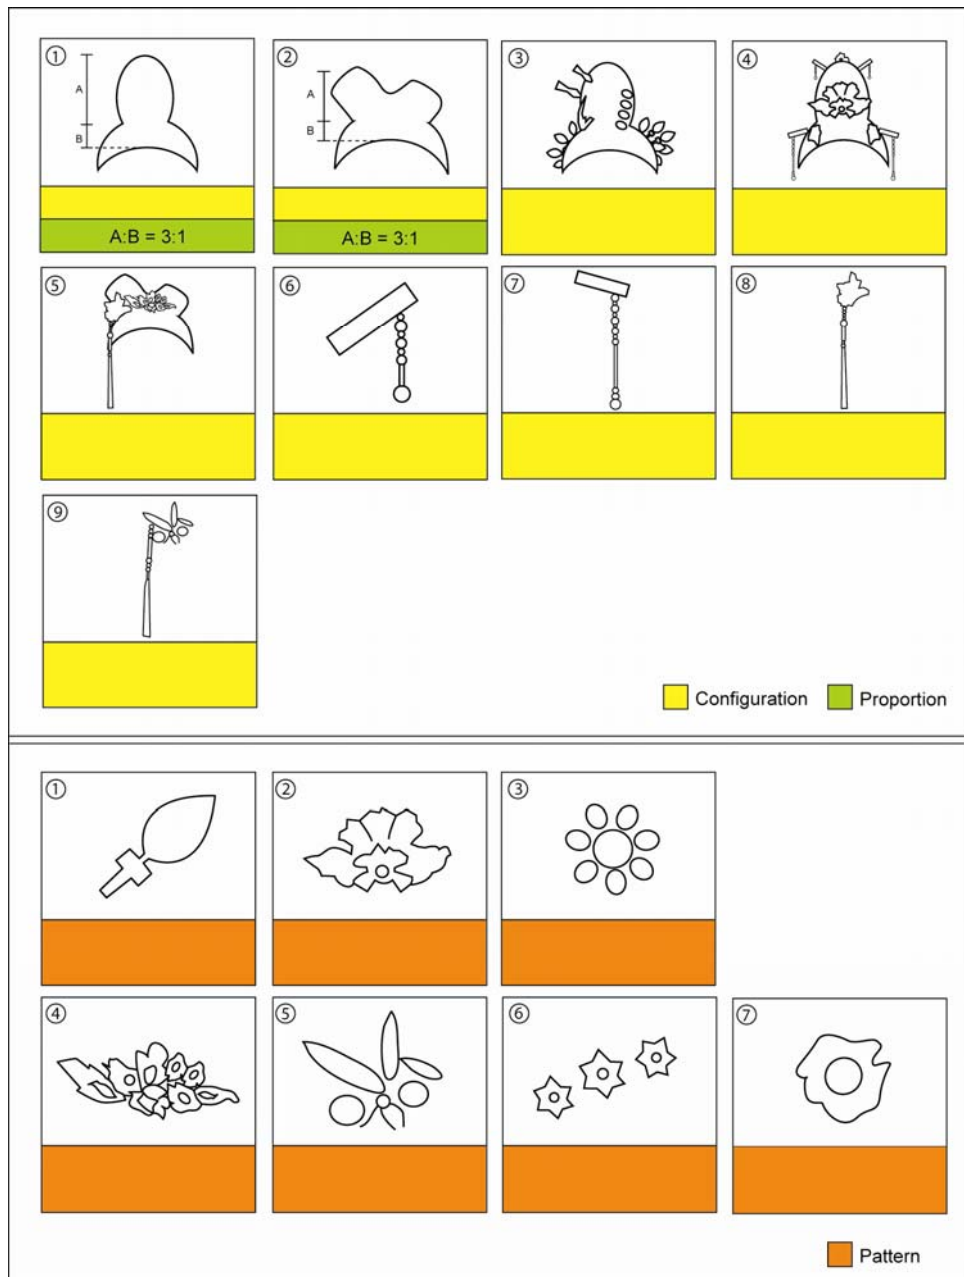 ① ② ③ ④
A A
B B
A:B = 3:1 A:B = 3:1
⑤ ⑥ ⑦ ⑧
⑨
Configuration Proportion
① ② ③
④ ⑤ ⑥ ⑦
Pattern